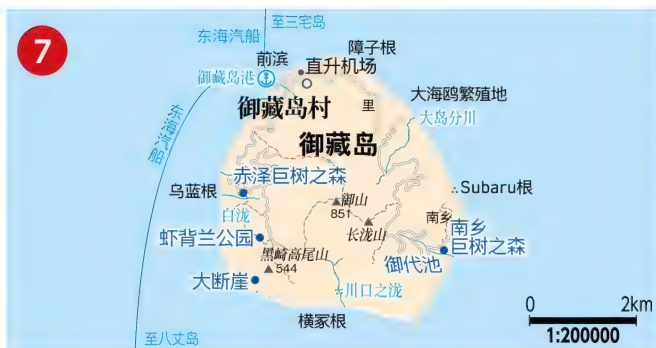 7
至三宅岛
东海汽船
前滨
障子根
御藏岛港
直升机场
御藏岛村
里
大海鸥繁殖地
大岛分川
东海汽船
御藏岛
赤泽巨树之森
乌蓝根
白泷
御山
851
Subaru根
南乡
南乡
巨树之森
长泷山
虾背兰公园
黑崎高尾山
544
御代池
大断崖
川口之泷
横冢根
至八丈岛
0 2km
1:200000